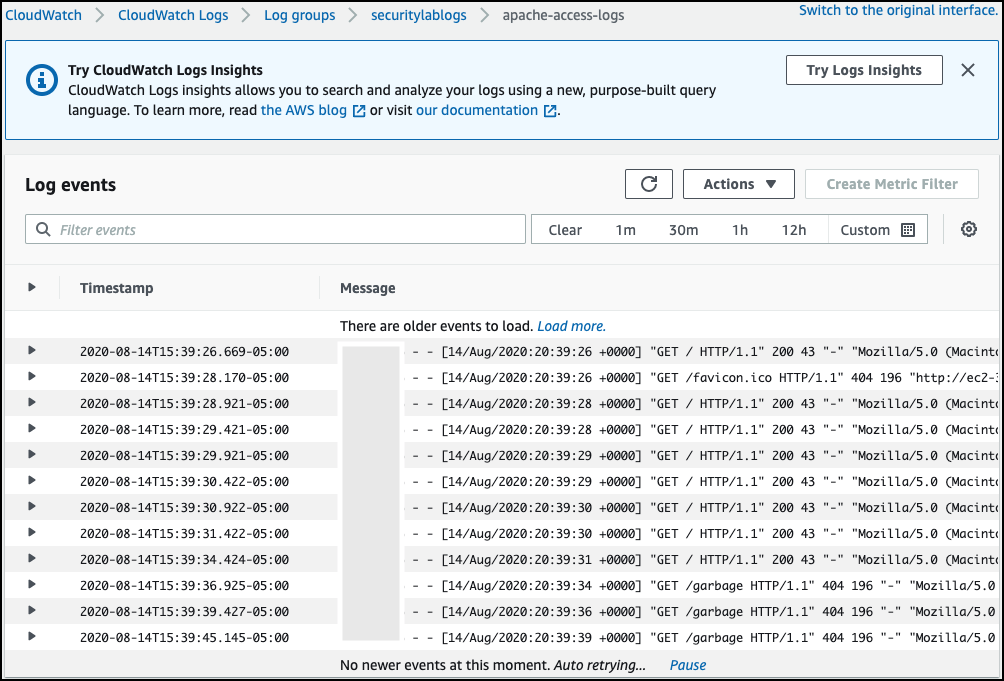 CloudWatch > CloudWatch Logs > Log groups > securitylablogs > apache-access-logs Switch to the original interface.
Try CloudWatch Logs Insights
CloudWatch Logs insights allows you to search and analyze your logs using a new, purpose-built query
language. To learn more, read the AWS blog or visit our documentation .
Try Logs Insights
Log events
Actions Create Metric Filter
Filter events Clear 1m 30m 1h 12h Custom
Timestamp Message
There are older events to load. Load more.
2020-08-14T15:39:26.669-05:00 - - [14/Aug/2020:20:39:26 +0000] "GET / HTTP/1.1" 200 43 "-" "Mozilla/5.0 (Macinto
2020-08-14T15:39:28.170-05:00 - - [14/Aug/2020:20:39:26 +0000] "GET /favicon.ico HTTP/1.1" 404 196 "http://ec2-3
2020-08-14T15:39:28.921-05:00 - - [14/Aug/2020:20:39:28 +0000] "GET / HTTP/1.1" 200 43 "-" "Mozilla/5.0 (Macinto
2020-08-14T15:39:29.421-05:00 - - [14/Aug/2020:20:39:28 +0000] "GET / HTTP/1.1" 200 43 "-" "Mozilla/5.0 (Macinto
2020-08-14T15:39:29.921-05:00 - - [14/Aug/2020:20:39:29 +0000] "GET / HTTP/1.1" 200 43 "-" "Mozilla/5.0 (Macinto
2020-08-14T15:39:30.422-05:00 - - [14/Aug/2020:20:39:29 +0000] "GET / HTTP/1.1" 200 43 "-" "Mozilla/5.0 (Macinto
2020-08-14T15:39:30.922-05:00 - - [14/Aug/2020:20:39:30 +0000] "GET / HTTP/1.1" 200 43 "-" "Mozilla/5.0 (Macinto
2020-08-14T15:39:31.422-05:00 - - [14/Aug/2020:20:39:30 +0000] "GET / HTTP/1.1" 200 43 "-" "Mozilla/5.0 (Macinto
2020-08-14T15:39:34.424-05:00 - - [14/Aug/2020:20:39:31 +0000] "GET / HTTP/1.1" 200 43 "-" "Mozilla/5.0 (Macinto
2020-08-14T15:39:36.925-05:00 - - [14/Aug/2020:20:39:34 +0000] "GET /garbage HTTP/1.1" 404 196 "-" "Mozilla/5.0
2020-08-14T15:39:39.427-05:00 - - [14/Aug/2020:20:39:36 +0000] "GET /garbage HTTP/1.1" 404 196 "-" "Mozilla/5.0
2020-08-14T15:39:45.145-05:00 - - [14/Aug/2020:20:39:39 +0000] "GET /garbage HTTP/1.1" 404 196 "-" "Mozilla/5.0
No newer events at this moment. Auto retrying... Pause